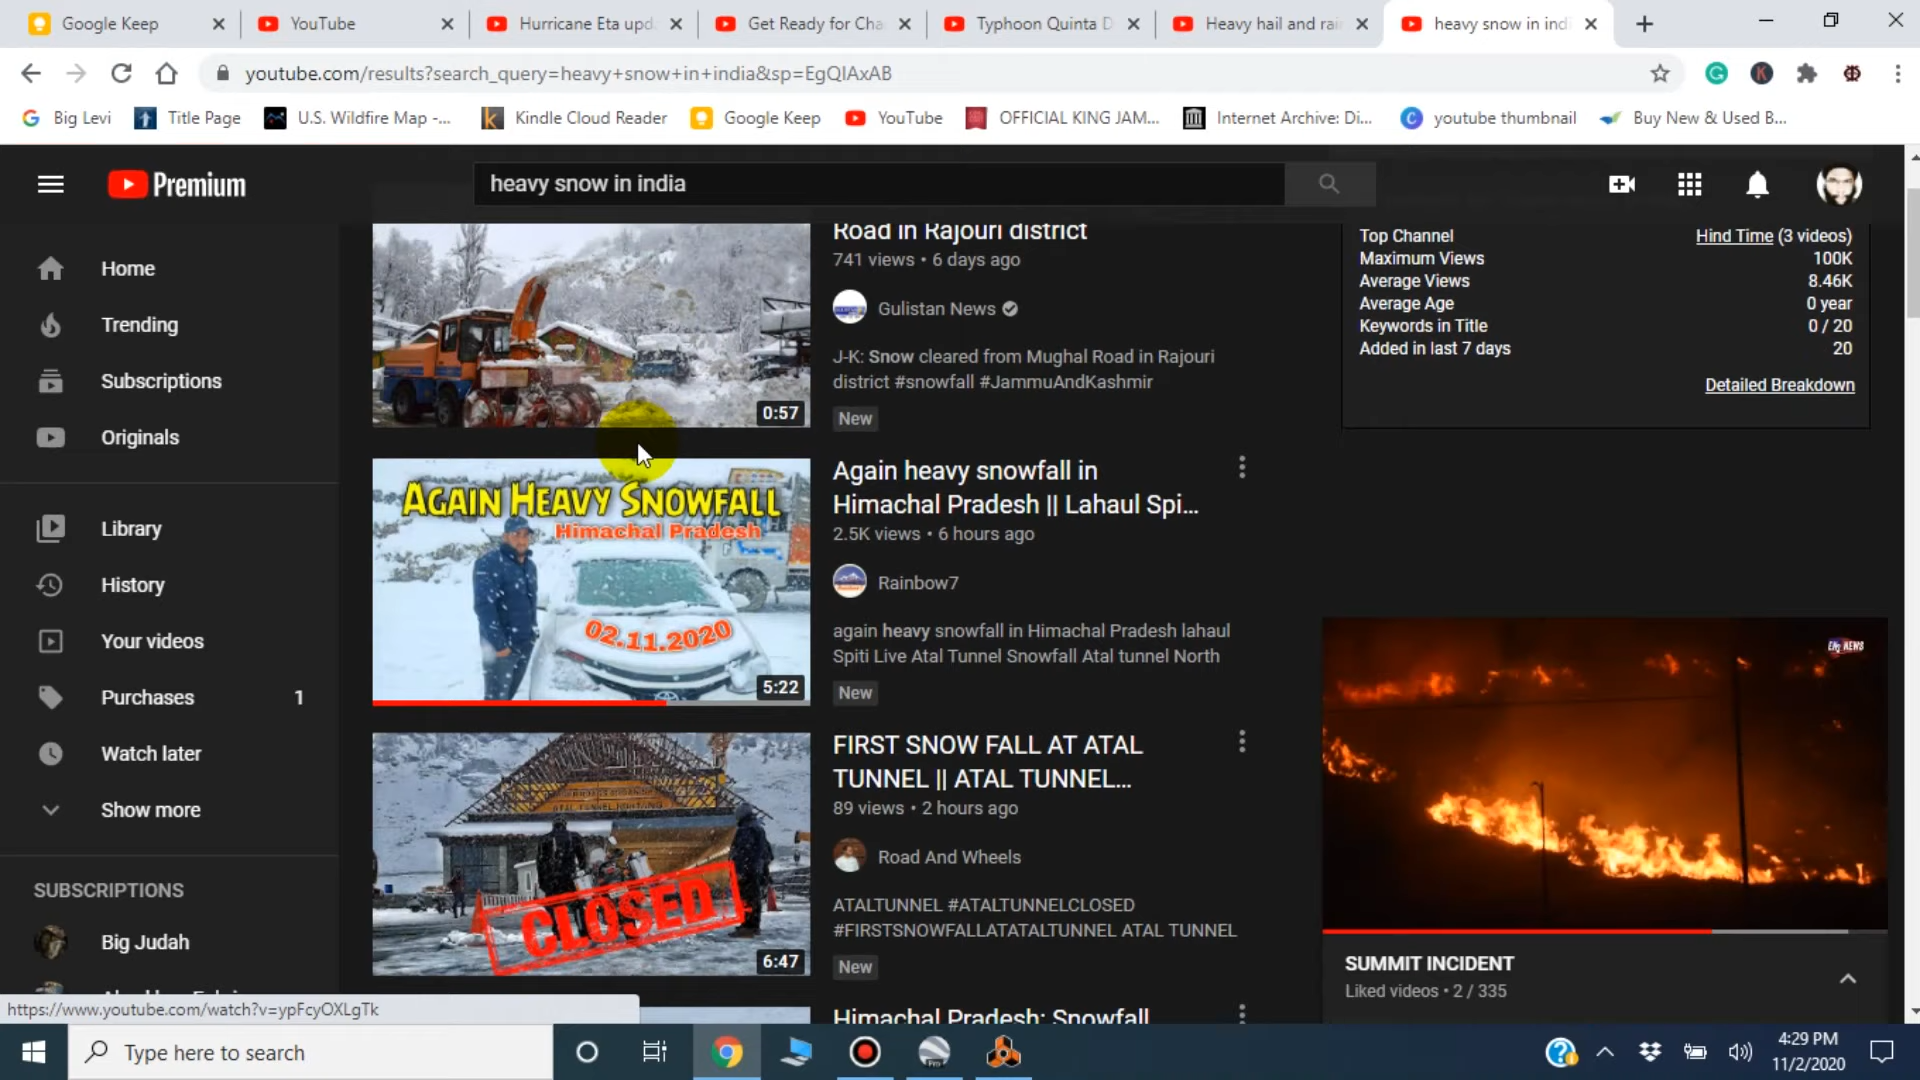 Google Keep
YouTube
Hurricane Eta upd
Get Ready for Cha
Typhoon Quinta D
Heavy hail and rai
heavy snow in indi
youtube.com/results?search_query=heavy+snow+in+india&sp=EgQIAxAB
Big Levi
Title Page
U.S. Wildfire Map -...
Kindle Cloud Reader
Google Keep
YouTube
OFFICIAL KING JAM...
Internet Archive: Di...
youtube thumbnail
Buy New & Used B...
Premium
heavy snow in india
Home
Trending
Subscriptions
Originals
Library
History
Your videos
Purchases 1
Watch later
Show more
SUBSCRIPTIONS
Big Judah
0:57
Road in Rajouri district
741 views • 6 days ago
Gulistan News
J-K: Snow cleared from Mughal Road in Rajouri
district #snowfall #JammuAndKashmir
New
AGAIN HEAVY SNOWFALL
Himachal Pradesh
02.11.2020
5:22
Again heavy snowfall in
Himachal Pradesh || Lahaul Spi...
2.5K views • 6 hours ago
Rainbow7
again heavy snowfall in Himachal Pradesh lahaul
Spiti Live Atal Tunnel Snowfall Atal tunnel North
New
CLOSED
6:47
FIRST SNOW FALL AT ATAL
TUNNEL || ATAL TUNNEL...
89 views • 2 hours ago
Road And Wheels
ATALTUNNEL #ATALTUNNELCLOSED
#FIRSTSNOWFALLATATALTUNNEL ATAL TUNNEL
New
Himachal Pradesh: Snowfall
Top Channel Hind Time (3 videos)
Maximum Views 100K
Average Views 8.46K
Average Age 0 year
Keywords in Title 0 / 20
Added in last 7 days 20
Detailed Breakdown
NEWS
SUMMIT INCIDENT
Liked videos • 2 / 335
https://www.youtube.com/watch?v=ypFcyOXLgTk
Type here to search
4:29 PM
11/2/2020